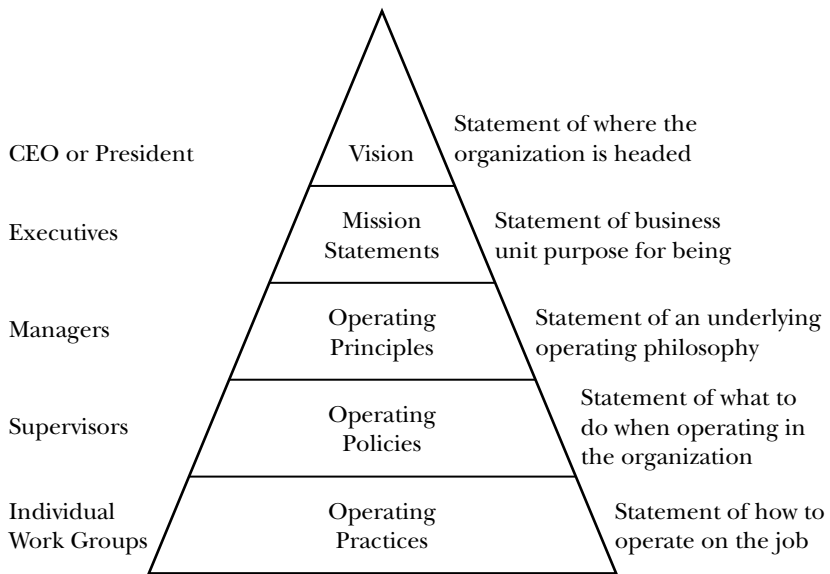 CEO or President
Vision
Statement of where the
organization is headed
Executives
Mission
Statements
Statement of business
unit purpose for being
Managers
Operating
Principles
Statement of an underlying
operating philosophy
Supervisors
Operating
Policies
Statement of what to
do when operating in
the organization
Individual
Work Groups
Operating
Practices
Statement of how to
operate on the job